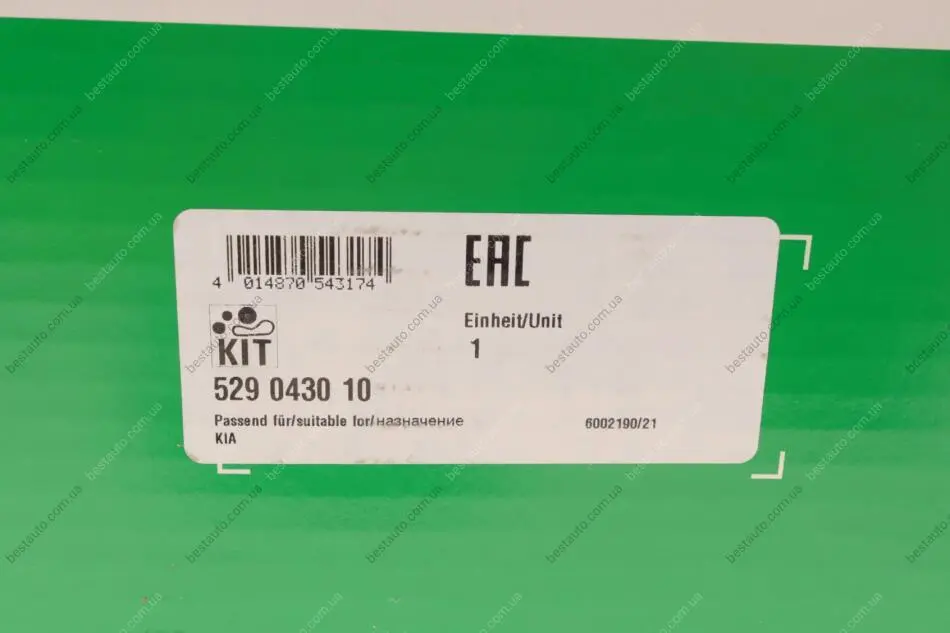 EAC
4 014870 543174
Einheit/Unit
1
KIT
529 0430 10
Passend für/suitable for/назначение
KIA
6002190/21
bestauto.com.ua